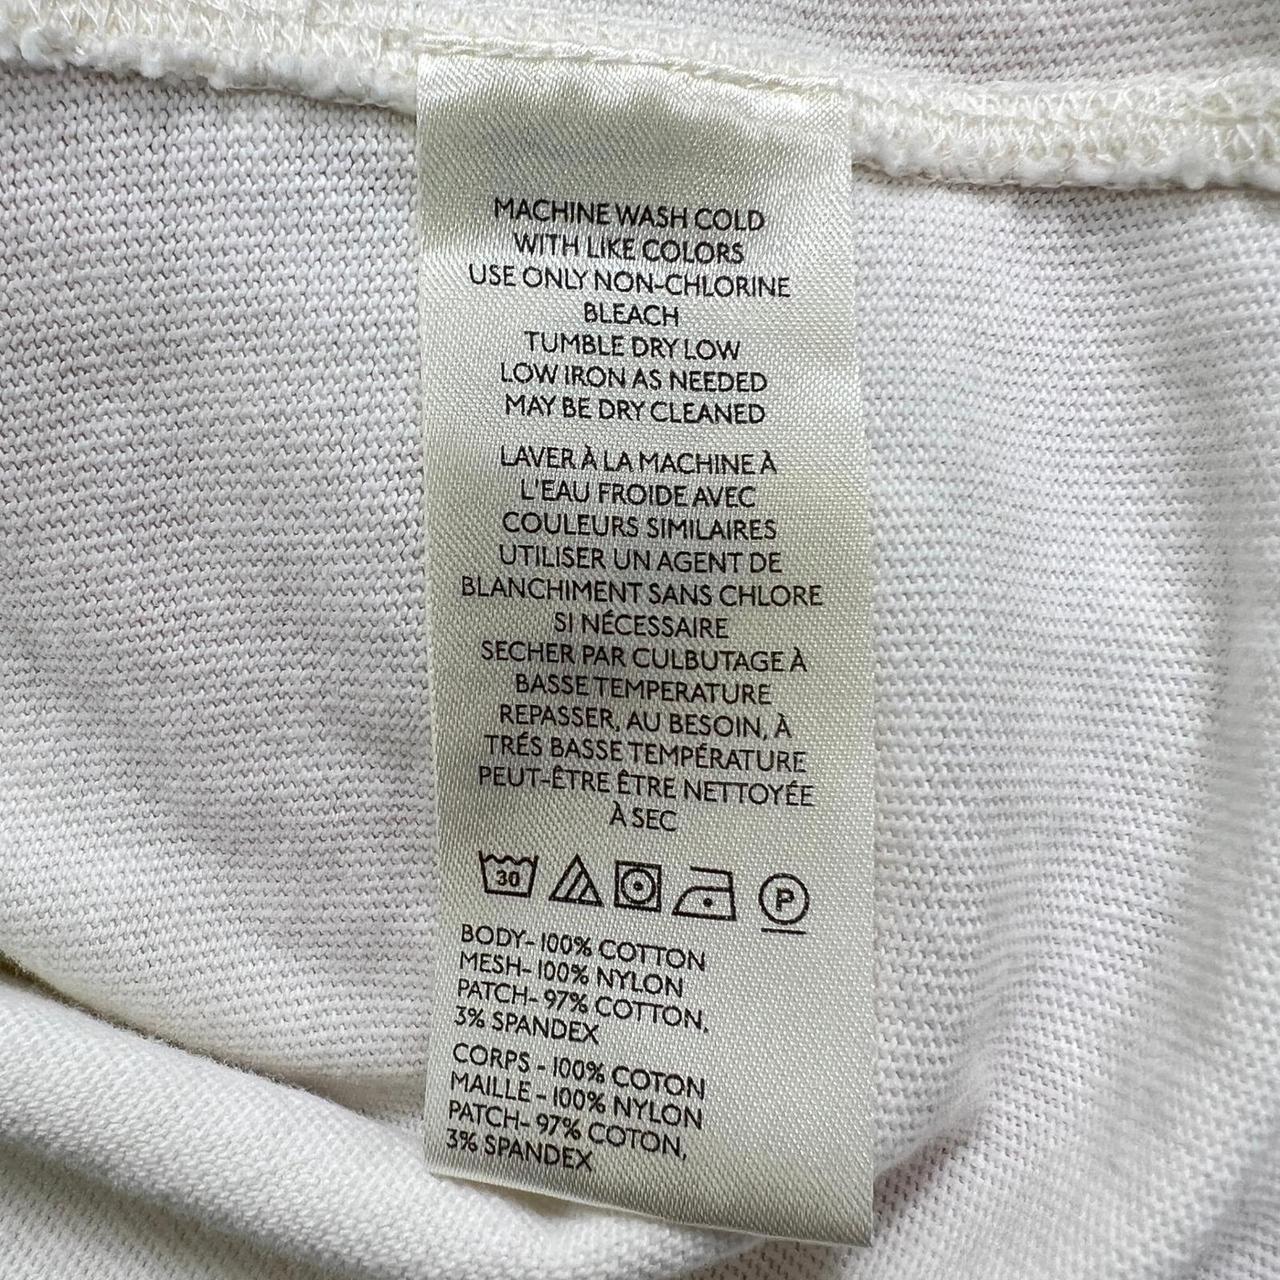 MACHINE WASH COLD
WITH LIKE COLORS
USE ONLY NON-CHLORINE
BLEACH
TUMBLE DRY LOW
LOW IRON AS NEEDED
MAY BE DRY CLEANED
LAVER À LA MACHINE À
L'EAU FROIDE AVEC
COULEURS SIMILAIRES
UTILISER UN AGENT DE
BLANCHIMENT SANS CHLORE
SI NÉCESSAIRE
SECHER PAR CULBUTAGE À
BASSE TEMPERATURE
REPASSER, AU BESOIN, À
TRÉS BASSE TEMPÉRATURE
PEUT-ÊTRE ÊTRE NETTOYÉE
À SEC
30 P
BODY- 100% COTTON
MESH- 100% NYLON
PATCH- 97% COTTON,
3% SPANDEX
CORPS - 100% COTON
MAILLE - 100% NYLON
PATCH- 97% COTON,
3% SPANDEX